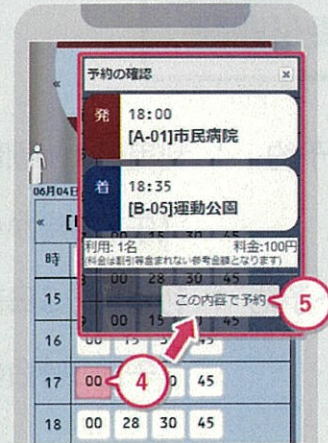 予約の確認
発 18:00
[A-01]市民病院
着 18:35
[B-05]運動公園
06月04日
利用: 1名 料金:100円
(料金は割引等含まれない参考金額となります)
時
00 28 30 45
この内容で予約
5
15
00 15 45
16 00 15 30 45
17 00 4 0 45
18 00 28 30 45